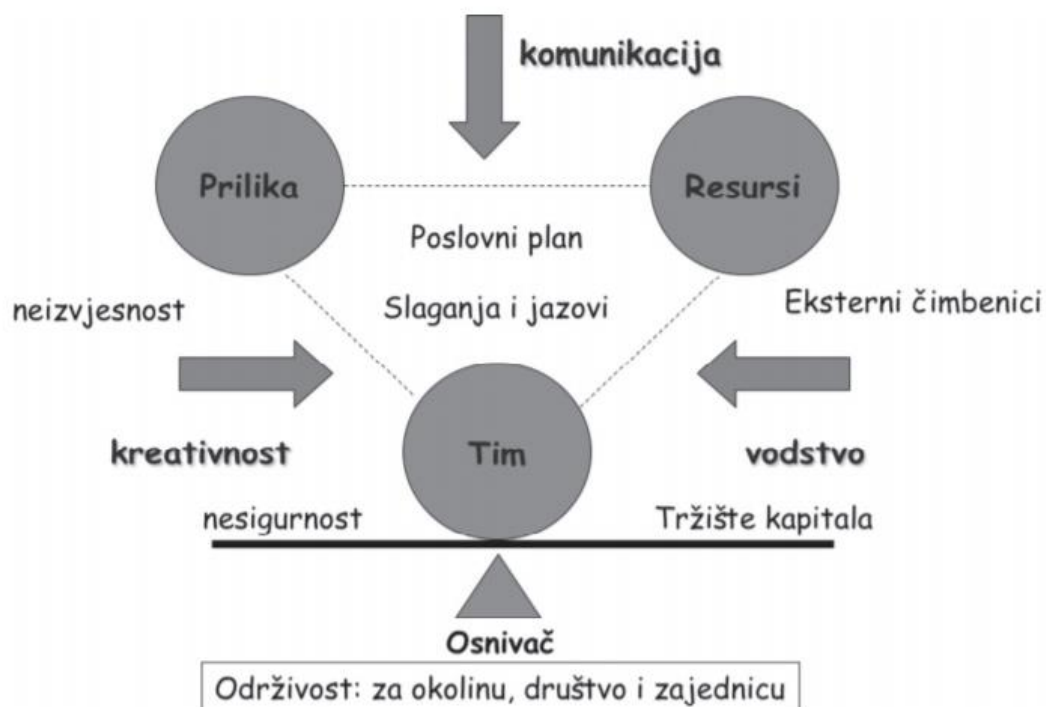 komunikacija
Prilika
Resursi
Poslovni plan
neizvjesnost
Slaganja i jazovi
Eksterni čimbenici
kreativnost
Tim
vodstvo
nesigurnost
Tržište kapitala
Osnivač
Održivost: za okolinu, društvo i zajednicu